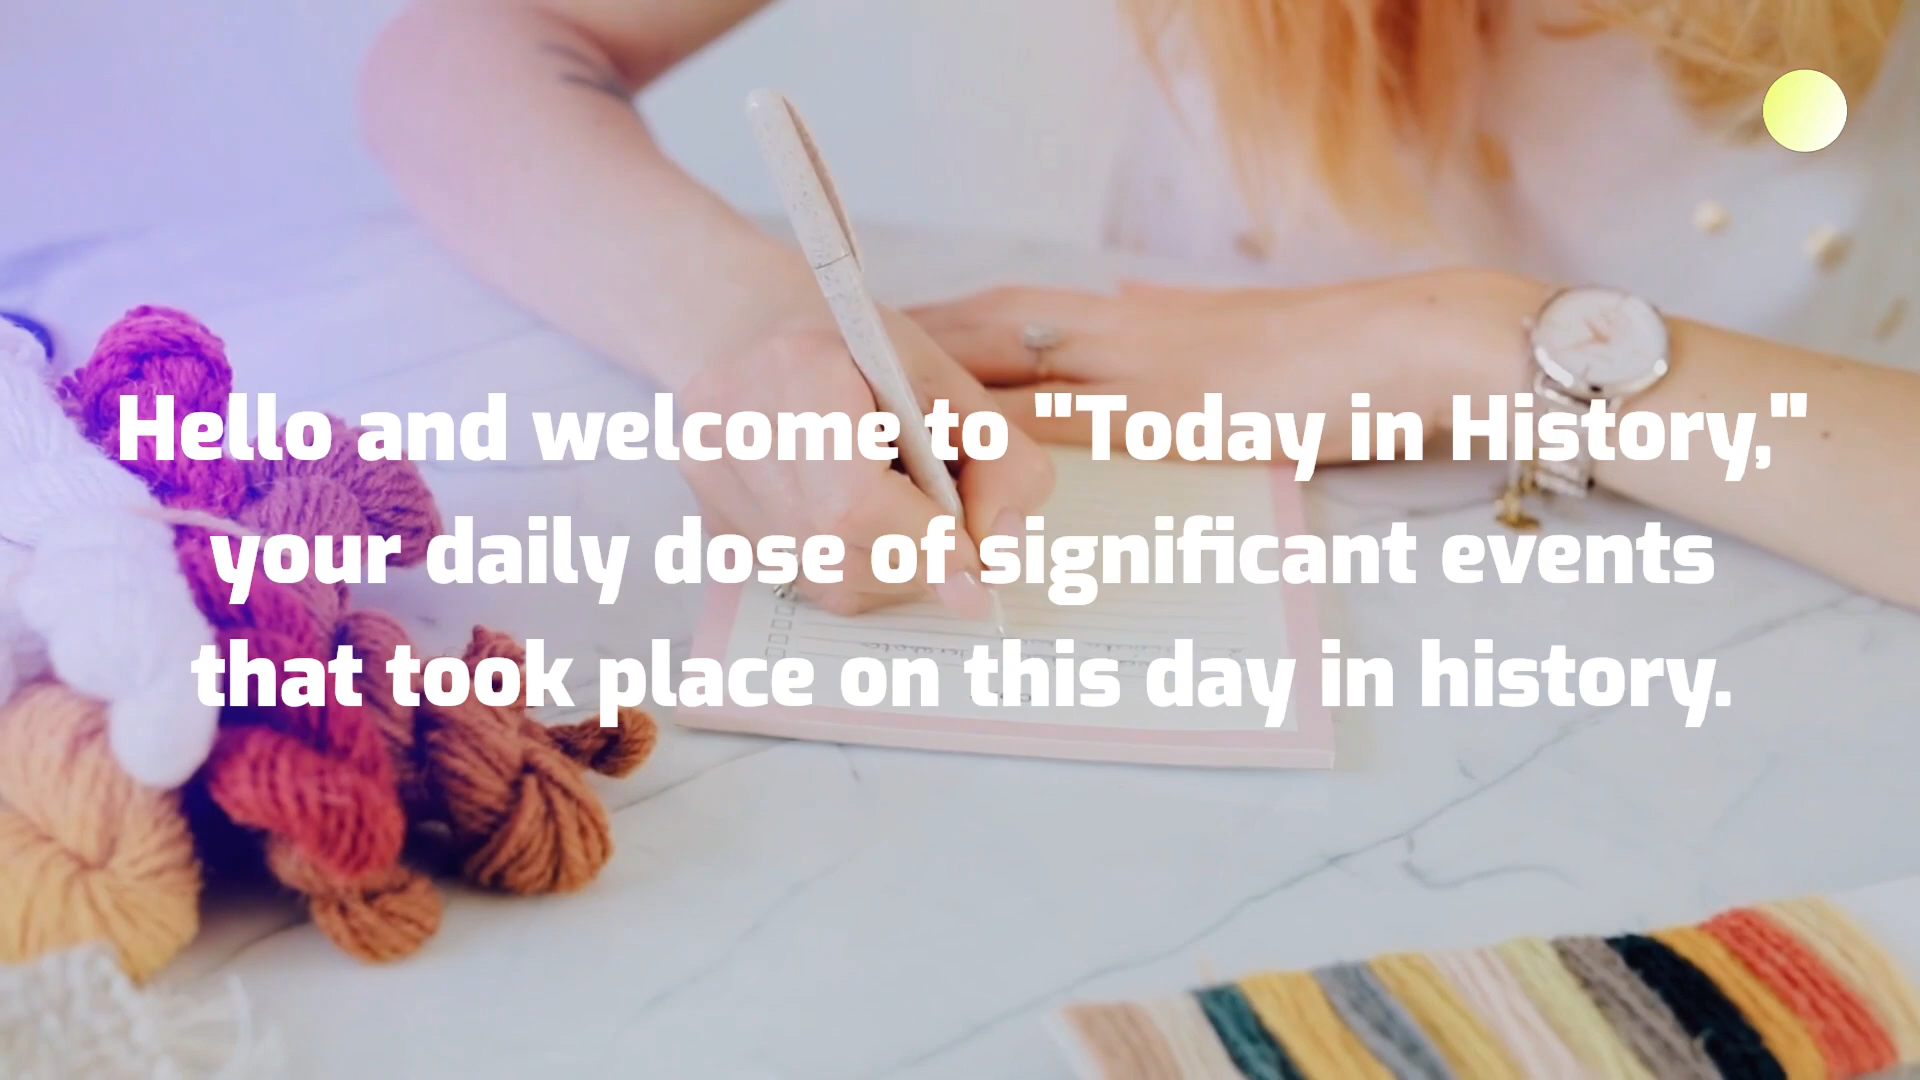 Hello and welcome to "Today in History,"
your daily dose of significant events
that took place on this day in history.